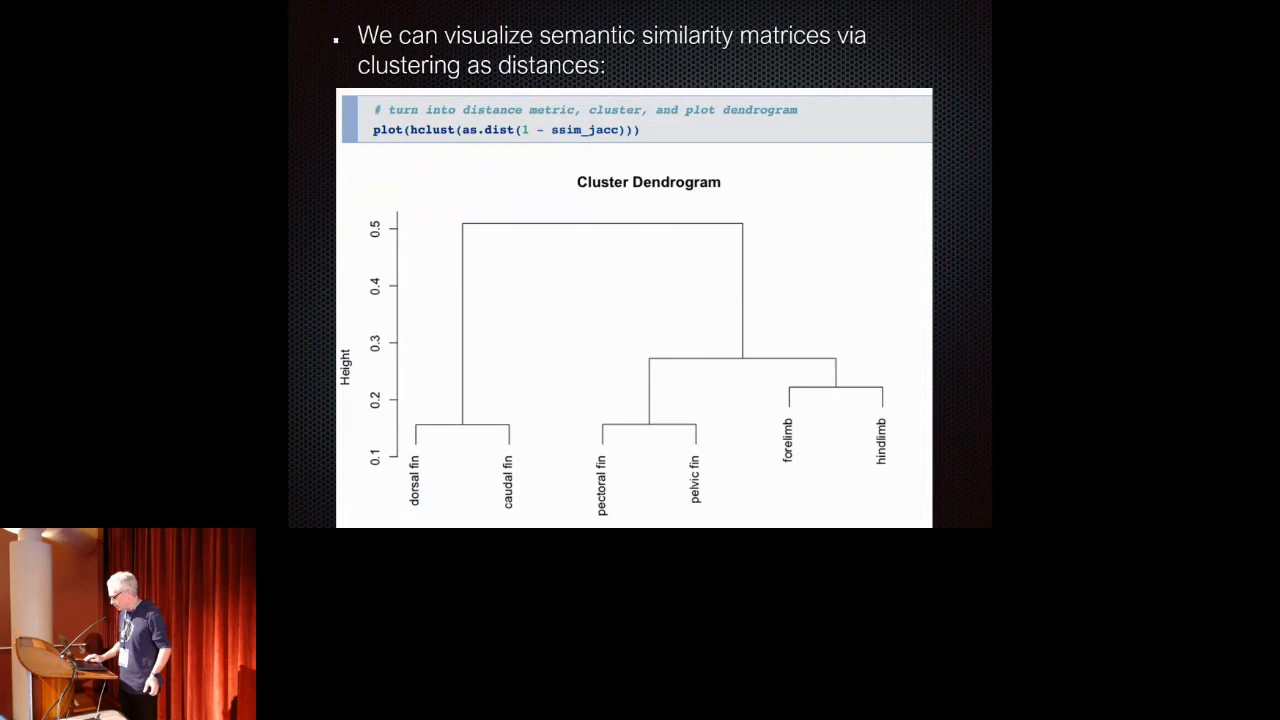 We can visualize semantic similarity matrices via
clustering as distances:
# turn into distance metric, cluster, and plot dendrogram
plot(hclust(as.dist(1 - ssim_jacc)))
Cluster Dendrogram
Height
0.5
0.4
0.3
0.2
0.1
dorsal fin
caudal fin
pectoral fin
pelvic fin
forelimb
hindlimb